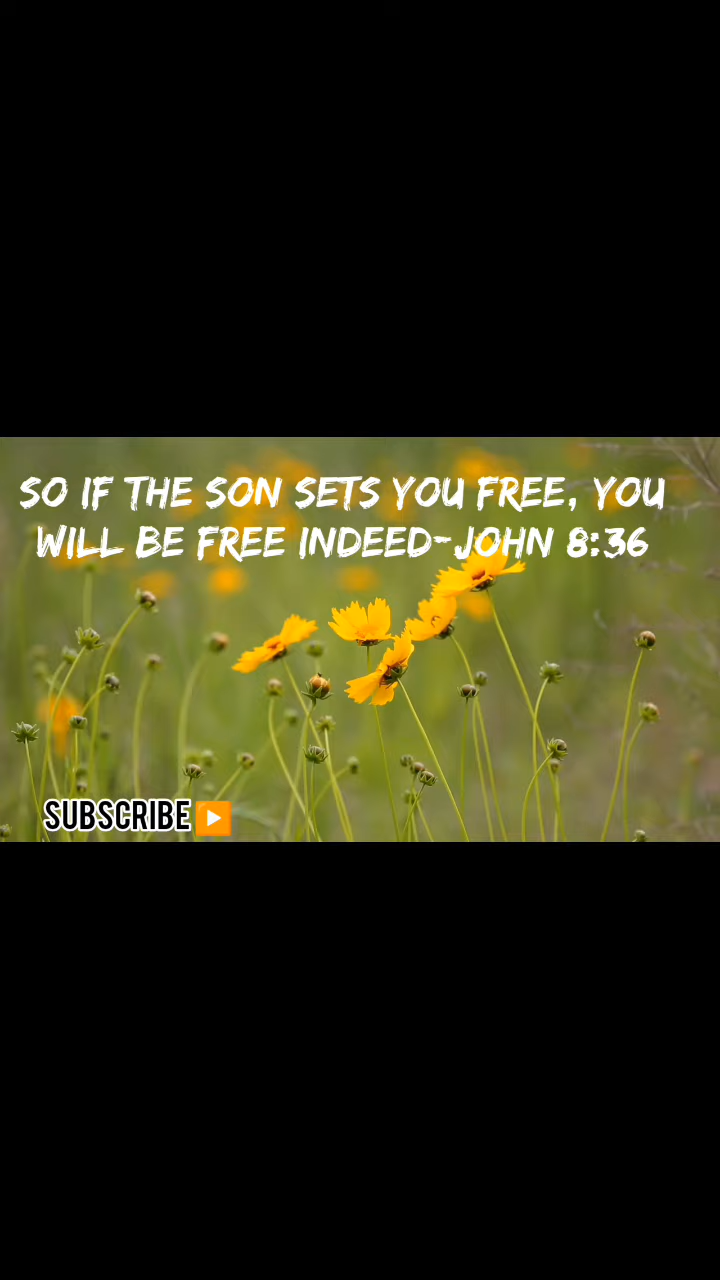 SO IF THE SON SETS YOU FREE, YOU
WILL BE FREE INDEED-JOHN 8:36
SUBSCRIBE